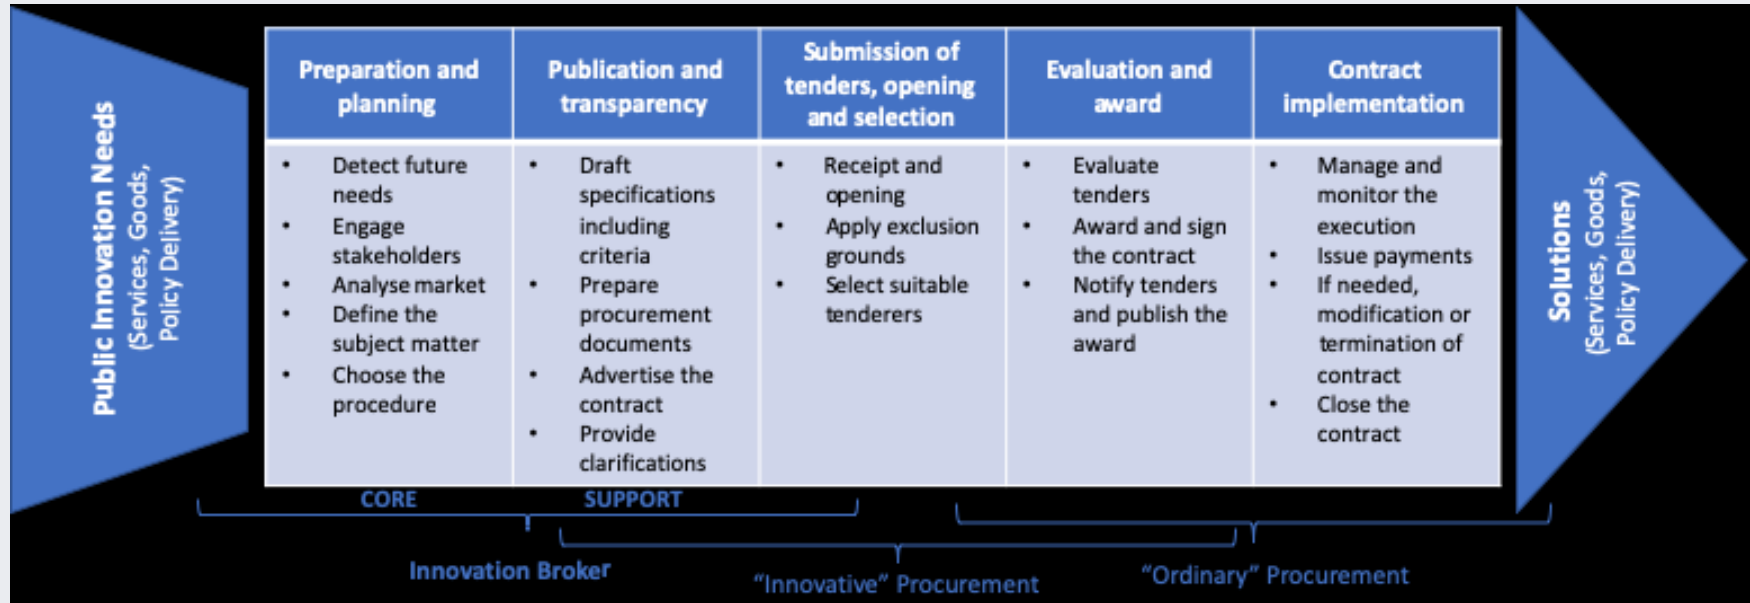 Public Innovation Needs
(Services, Goods,
Policy Delivery)
Preparation and
planning
• Detect future
needs
• Engage
stakeholders
• Analyse market
• Define the
subject matter
• Choose the
procedure
Publication and
transparency
• Draft
specifications
including
criteria
• Prepare
procurement
documents
• Advertise the
contract
• Provide
clarifications
Submission of
tenders, opening
and selection
• Receipt and
opening
• Apply exclusion
grounds
• Select suitable
tenderers
Evaluation and
award
• Evaluate
tenders
• Award and sign
the contract
• Notify tenders
and publish the
award
Contract
implementation
• Manage and
monitor the
execution
• Issue payments
• If needed,
modification or
termination of
contract
• Close the
contract
Solutions
(Services, Goods,
Policy Delivery)
CORE
SUPPORT
Innovation Broker
“Innovative” Procurement
“Ordinary” Procurement